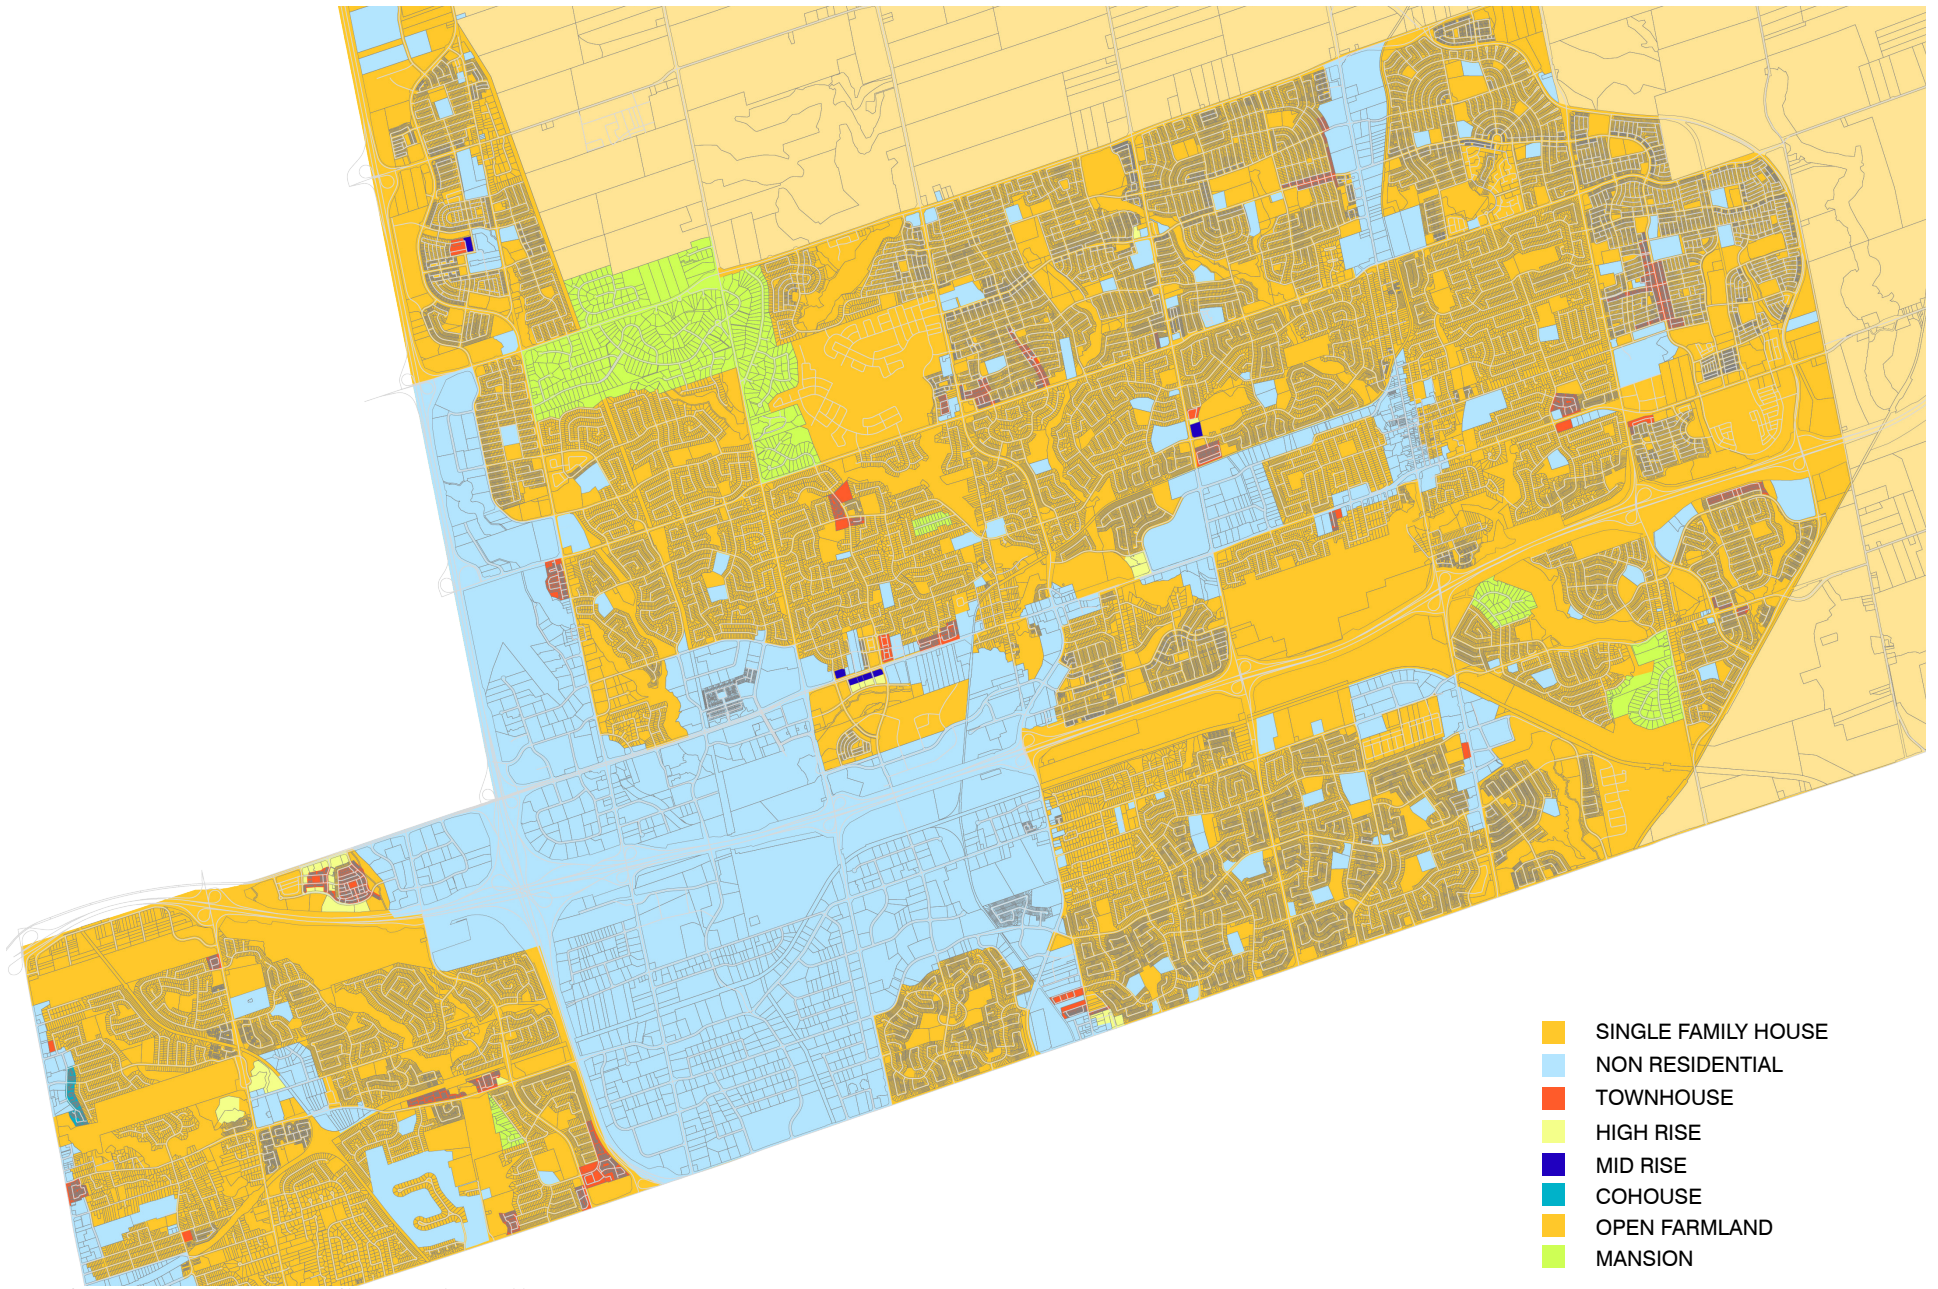 SINGLE FAMILY HOUSE
NON RESIDENTIAL
TOWNHOUSE
HIGH RISE
MID RISE
COHOUSE
OPEN FARMLAND
MANSION